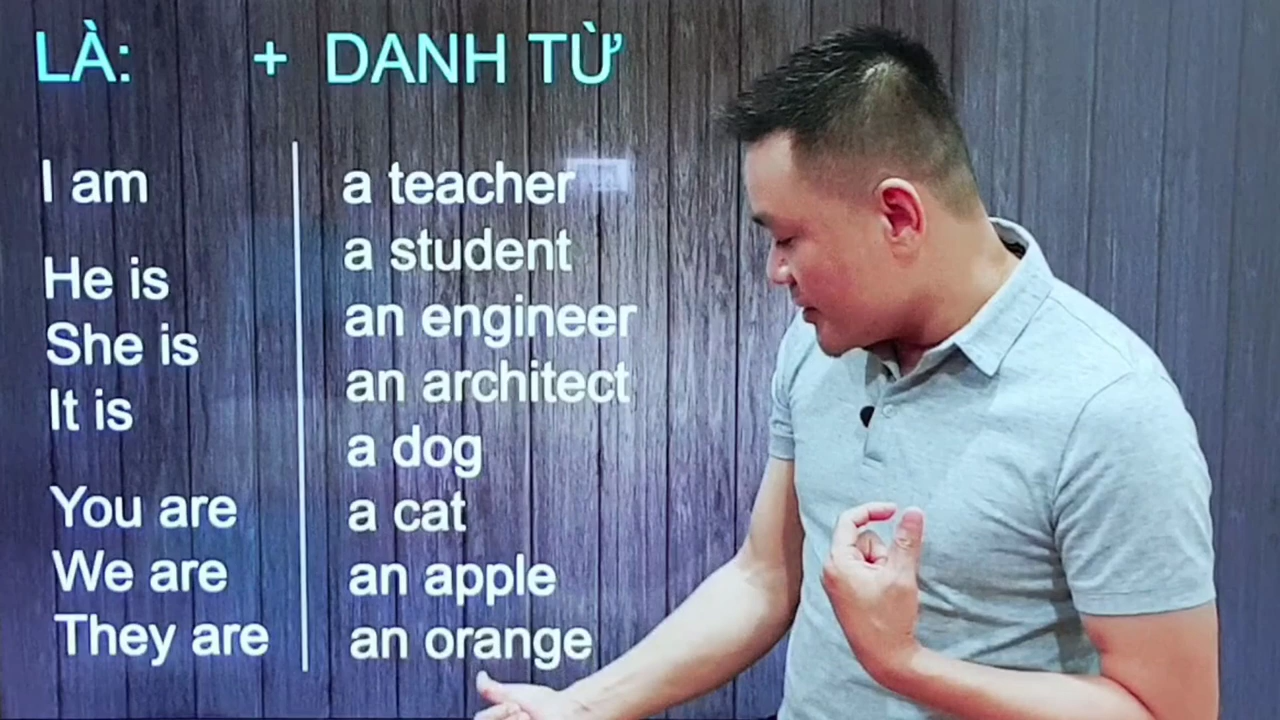 LÀ: + DANH TỪ
I am
He is
She is
It is
You are
We are
They are
a teacher
a student
an engineer
an architect
a dog
a cat
an apple
an orange